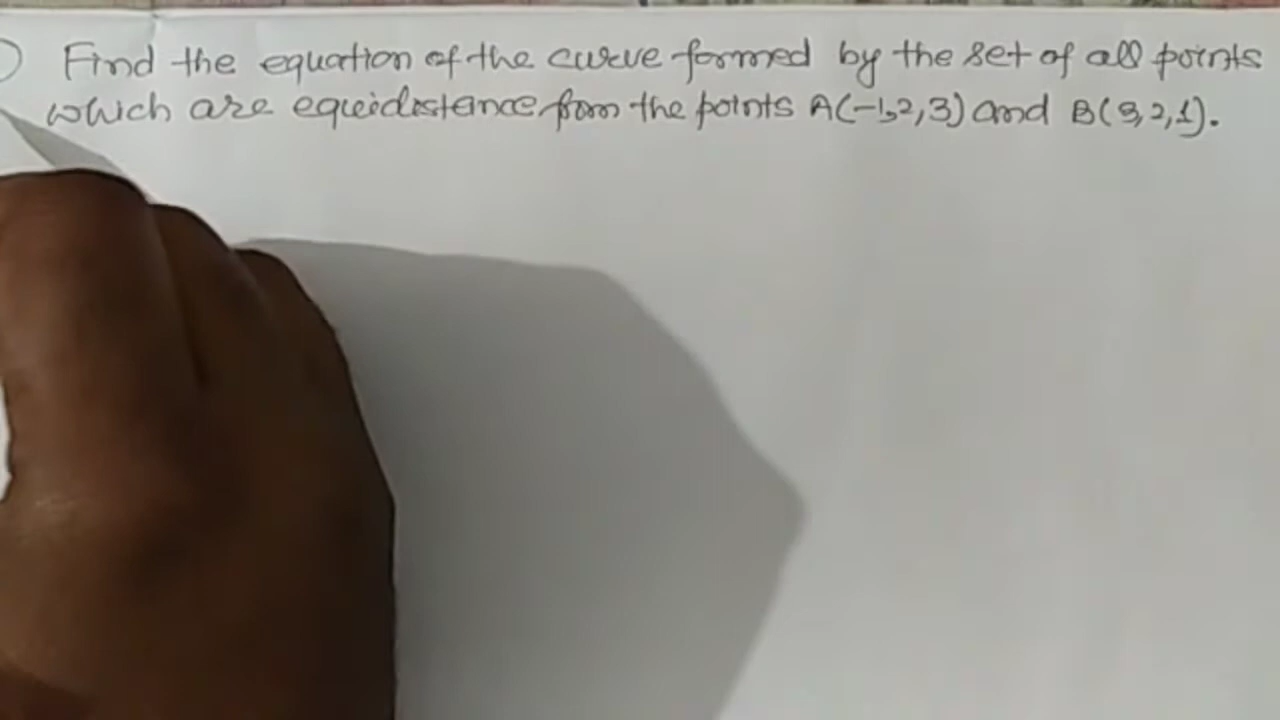 Find the equation of the curve formed by the set of all points
which are equidistance from the points A(-1,2,3) and B(3,2,1).